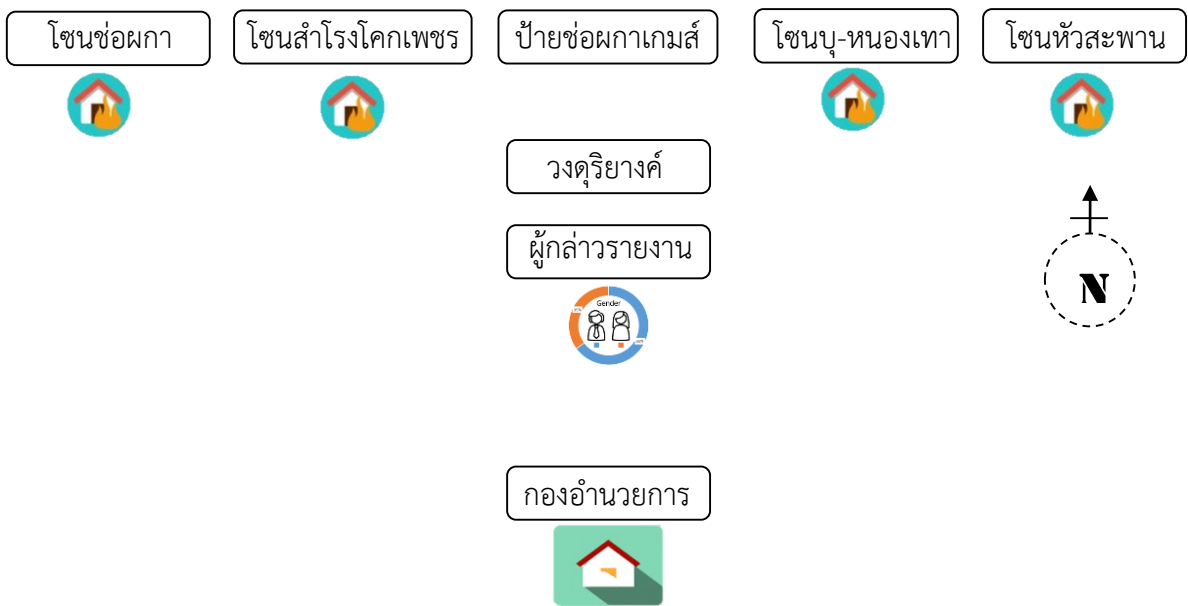 โซนช่อผกา
โซนสำโรงโคกเพชร
ป้ายช่อผกาเกมส์
โซนบุ-หนองเทา
โซนหัวสะพาน
วงดุริยางค์
ผู้กล่าวรายงาน
Gender
N
กองอำนวยการ